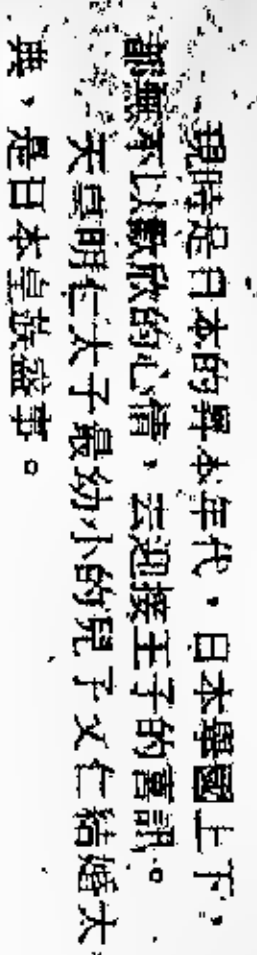 現時是日本的昇平年代，日本舉國上下，
都無不以歡欣的心情，去迎接王子的喜訊。
天皇明仁太子最幼小的兒子文仁結婚大
典，是日本皇族盛事。